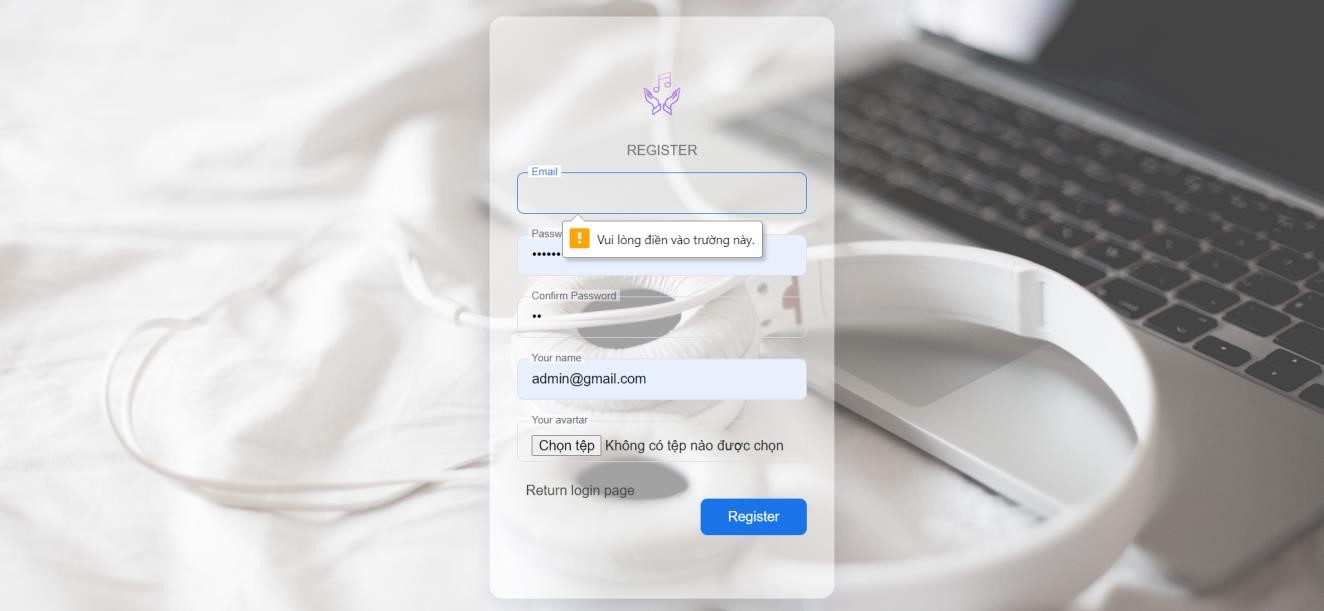 REGISTER
Email
Vui lòng điền vào trường này.
Confirm Password
Your name
admin@gmail.com
Your avartar
Chọn tệp Không có tệp nào được chọn
Return login page
Register